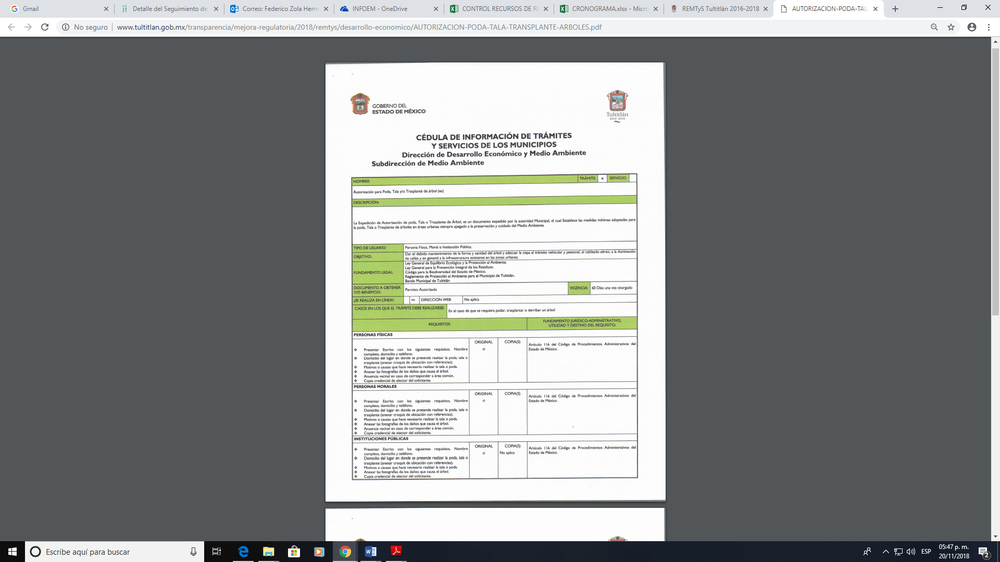 Gmail
Detalle del Seguimiento de
Correo: Federico Zola Herre
INFOEM - OneDrive
CONTROL RECURSOS DE RE
CRONOGRAMA.xlsx - Micro
REMTyS Tultitlán 2016-2018
AUTORIZACION-PODA-TALA
No seguro
www.tultitlan.gob.mx/transparencia/mejora-regulatoria/2018/remtys/desarrollo-economico/AUTORIZACION-PODA-TALA-TRANSPLANTE-ARBOLES.pdf
GOBIERNO DEL
ESTADO DE MÉXICO
Tultitlán
2016-2018
CÉDULA DE INFORMACIÓN DE TRÁMITES
Y SERVICIOS DE LOS MUNICIPIOS
Dirección de Desarrollo Económico y Medio Ambiente
Subdirección de Medio Ambiente
NOMBRE: TRÁMITE: x SERVICIO:
Autorización para Poda, Tala y/o Trasplanté de árbol (es)
DESCRIPCIÓN:
La Expedición de Autorización de poda, Tala o Trasplante de Árbol, es un documento expedido por la autoridad Municipal, el cual Establece las medidas mínimas adoptadas para
la poda, Tala o Trasplante de árboles en áreas urbanas siempre apegado a la preservación y cuidado del Medio Ambiente.
TIPO DE USUARIO: Persona Física, Moral o Institución Pública.
OBJETIVO: Dar el debido mantenimiento de la forma y sanidad del árbol y adecuar la copa al tránsito vehicular y peatonal, al cableado aéreo, a la iluminación
de calles y en general a la infraestructura existente en las zonas urbanas.
FUNDAMENTO LEGAL: Ley General de Equilibrio Ecológico y la Protección al Ambiente.
Ley General para la Prevención Integral de los Residuos.
Código para la Biodiversidad del Estado de México.
Reglamento de Protección al Ambiente para el Municipio de Tultitlán.
Bando Municipal de Tultitlán
DOCUMENTO A OBTENER
Y/O BENEFICIO: Permiso Autorizado VIGENCIA: 60 Días una vez otorgado
¿SE REALIZA EN LÍNEA?: no DIRECCIÓN WEB No aplica
CASOS EN LOS QUE EL TRÁMITE DEBE REALIZARSE: En el caso de que se requiera podar, trasplantar o derribar un árbol
REQUISITOS: FUNDAMENTO JURÍDICO-ADMINISTRATIVO,
UTILIDAD Y DESTINO DEL REQUISITO:
PERSONAS FÍSICAS
ORIGINAL COPIA(S)
si
❖ Presentar Escrito con los siguientes requisitos, Nombre
completo, domicilio y teléfono.
❖ Domicilio del lugar en donde se pretende realizar la poda, tala o
trasplante (anexar croquis de ubicación con referencias).
❖ Motivos o causas que hace necesario realizar la tala o poda.
❖ Anexar las fotografías de los daños que causa el árbol.
❖ Anuencia vecinal en caso de corresponder a área común.
❖ Copia credencial de elector del solicitante.
Artículo 116 del Código de Procedimientos Administrativos del
Estado de México.
PERSONAS MORALES
ORIGINAL COPIA(S)
si
❖ Presentar Escrito con los siguientes requisitos, Nombre
completo, domicilio y teléfono.
❖ Domicilio del lugar en donde se pretende realizar la poda, tala o
trasplante (anexar croquis de ubicación con referencias).
❖ Motivos o causas que hace necesario realizar la tala o poda.
❖ Anexar las fotografías de los daños que causa el árbol.
❖ Anuencia vecinal en caso de corresponder a área común.
❖ Copia credencial de elector del solicitante.
Artículo 116 del Código de Procedimientos Administrativos del
Estado de México.
INSTITUCIONES PÚBLICAS
ORIGINAL COPIA(S)
si No aplica
❖ Presentar Escrito con los siguientes requisitos, Nombre
completo, domicilio y teléfono.
❖ Domicilio del lugar en donde se pretende realizar la poda, tala o
trasplante (anexar croquis de ubicación con referencias).
❖ Motivos o causas que hace necesario realizar la tala o poda.
❖ Anexar las fotografías de los daños que causa el árbol.
❖ Copia credencial de elector del solicitante.
Artículo 116 del Código de Procedimientos Administrativos del
Estado de México.
Escribe aquí para buscar
ESP
05:47 p. m.
20/11/2018
2